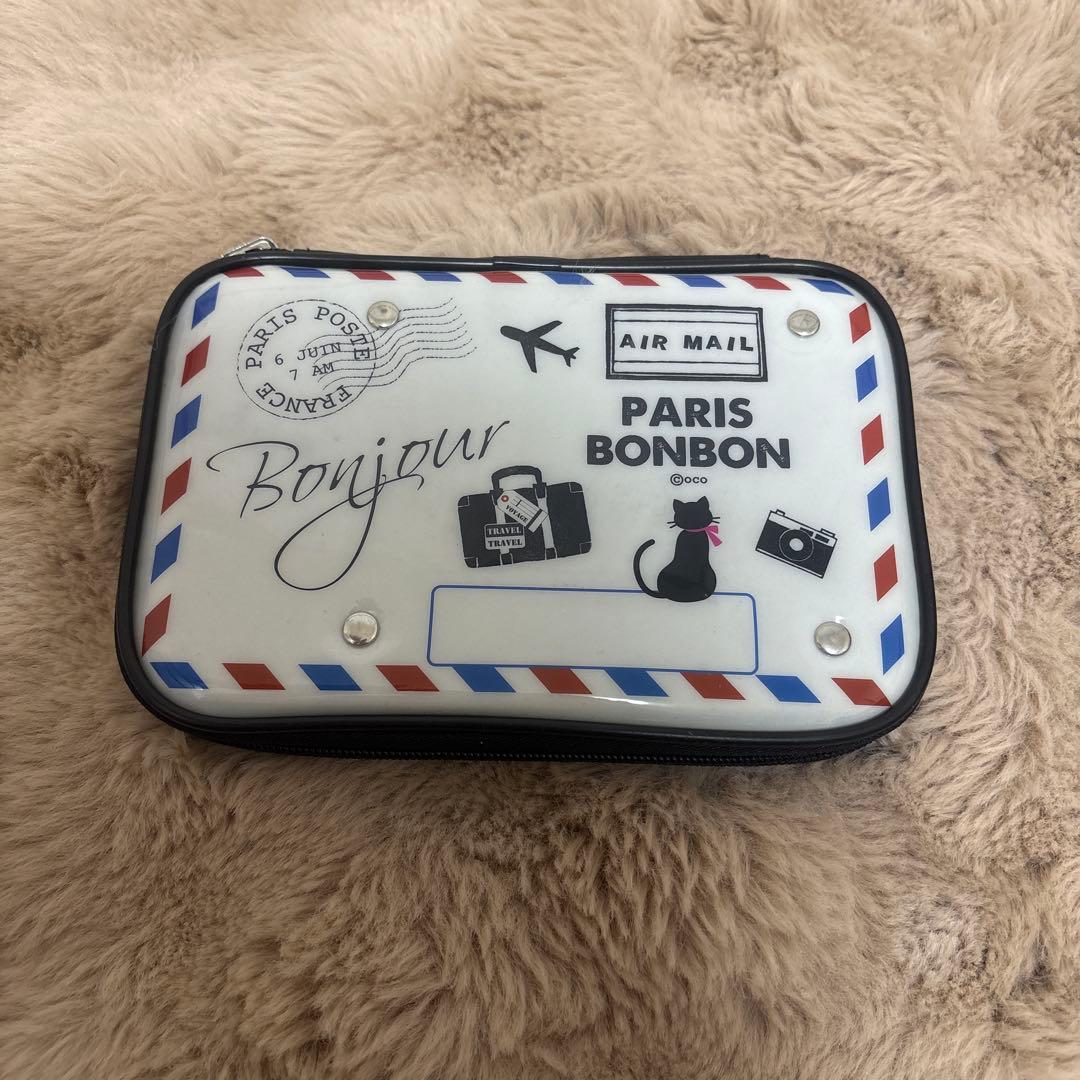 PARIS POSTE
6 JUIN
7 AM
FRANCE
AIR MAIL
PARIS
BONBON
©oco
Bonjour
VOYAGE
TRAVEL
TRAVEL